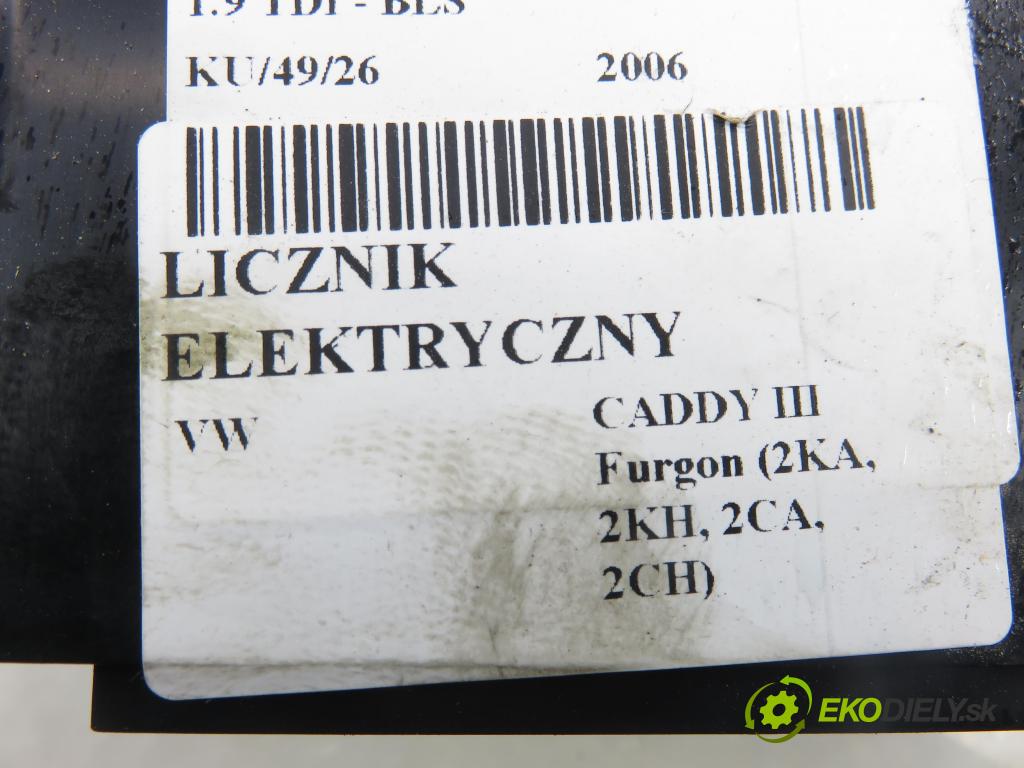 1.9 TDI - BLS
KU/49/26 2006
LICZNIK
ELEKTRYCZNY
VW CADDY III
Furgon (2KA,
2KH, 2CA,
2CH)
EKODIELY.sk